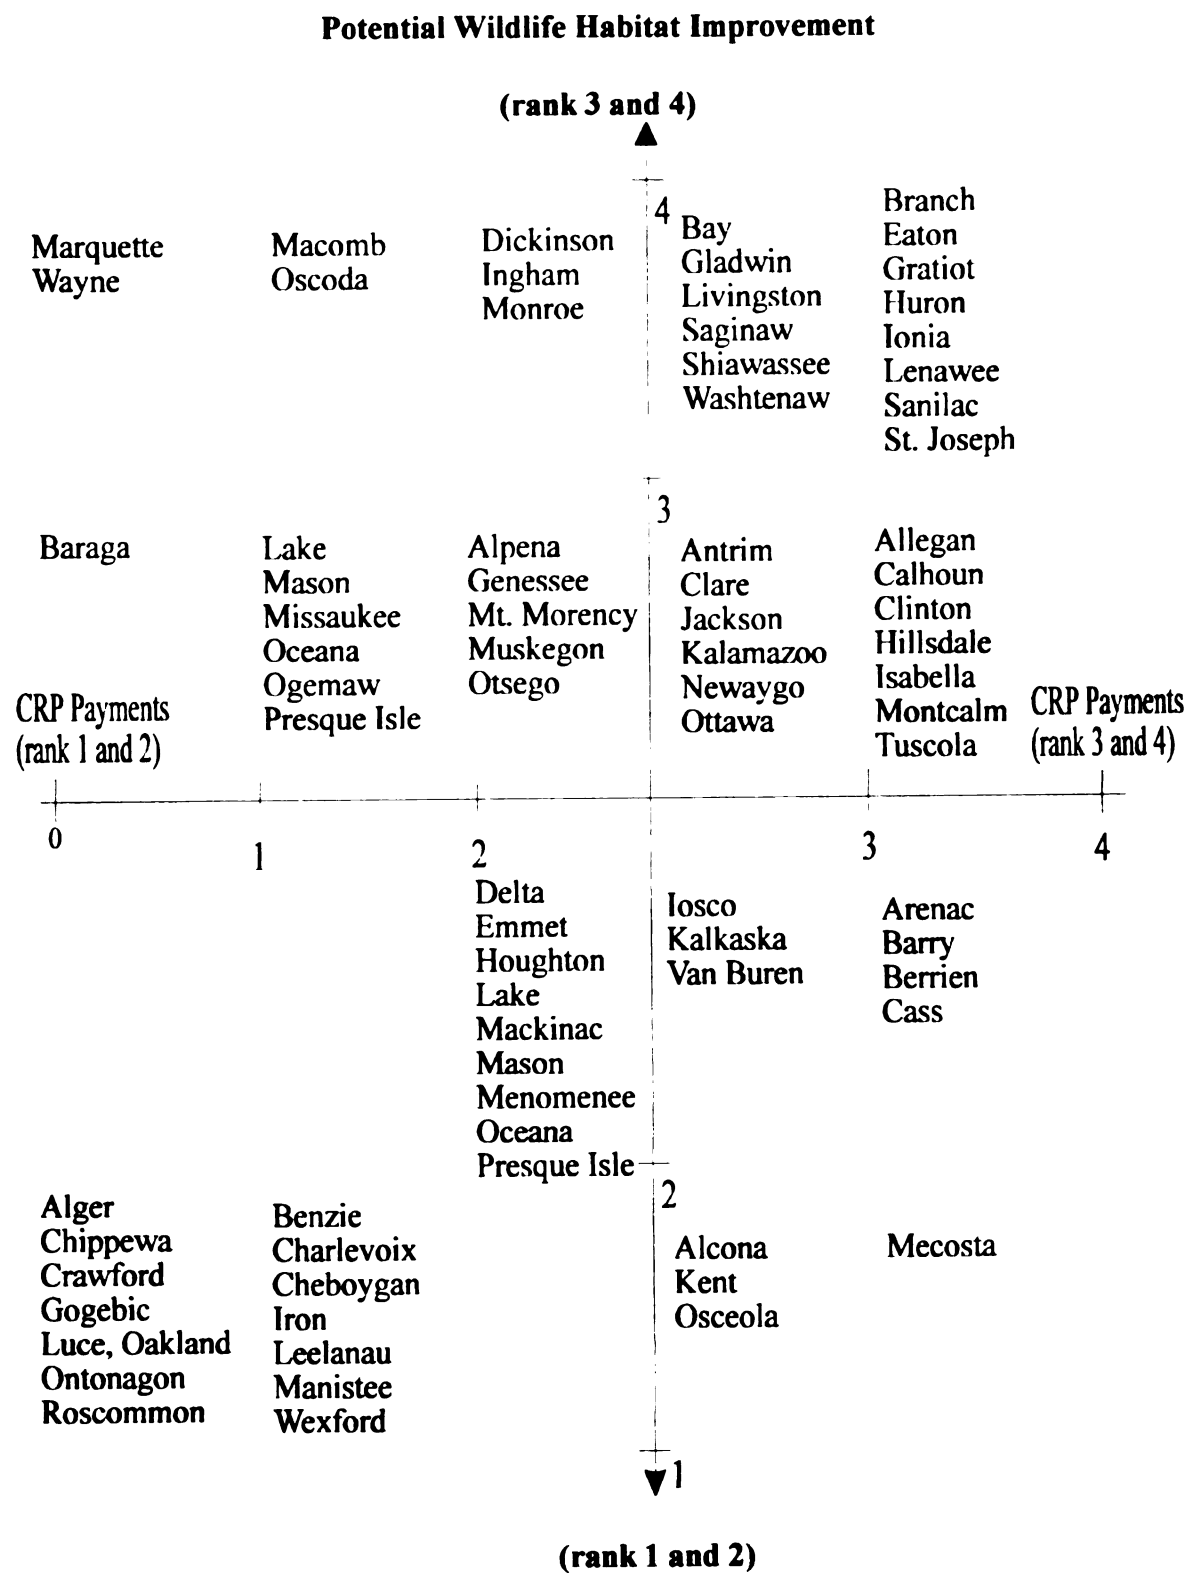 Potential Wildlife Habitat Improvement
(rank 3 and 4)
4
Marquette
Wayne
Macomb
Oscoda
Dickinson
Ingham
Monroe
Bay
Gladwin
Livingston
Saginaw
Shiawassee
Washtenaw
Branch
Eaton
Gratiot
Huron
Ionia
Lenawee
Sanilac
St. Joseph
3
Baraga
Lake
Mason
Missaukee
Oceana
Ogemaw
Presque Isle
Alpena
Genessee
Mt. Morency
Muskegon
Otsego
Antrim
Clare
Jackson
Kalamazoo
Newaygo
Ottawa
Allegan
Calhoun
Clinton
Hillsdale
Isabella
Montcalm
Tuscola
CRP Payments
(rank 1 and 2)
CRP Payments
(rank 3 and 4)
0
1
2
3
4
Delta
Emmet
Houghton
Lake
Mackinac
Mason
Menomenee
Oceana
Presque Isle
Iosco
Kalkaska
Van Buren
Arenac
Barry
Berrien
Cass
2
Alger
Chippewa
Crawford
Gogebic
Luce, Oakland
Ontonagon
Roscommon
Benzie
Charlevoix
Cheboygan
Iron
Leelanau
Manistee
Wexford
Alcona
Kent
Osceola
Mecosta
1
(rank 1 and 2)